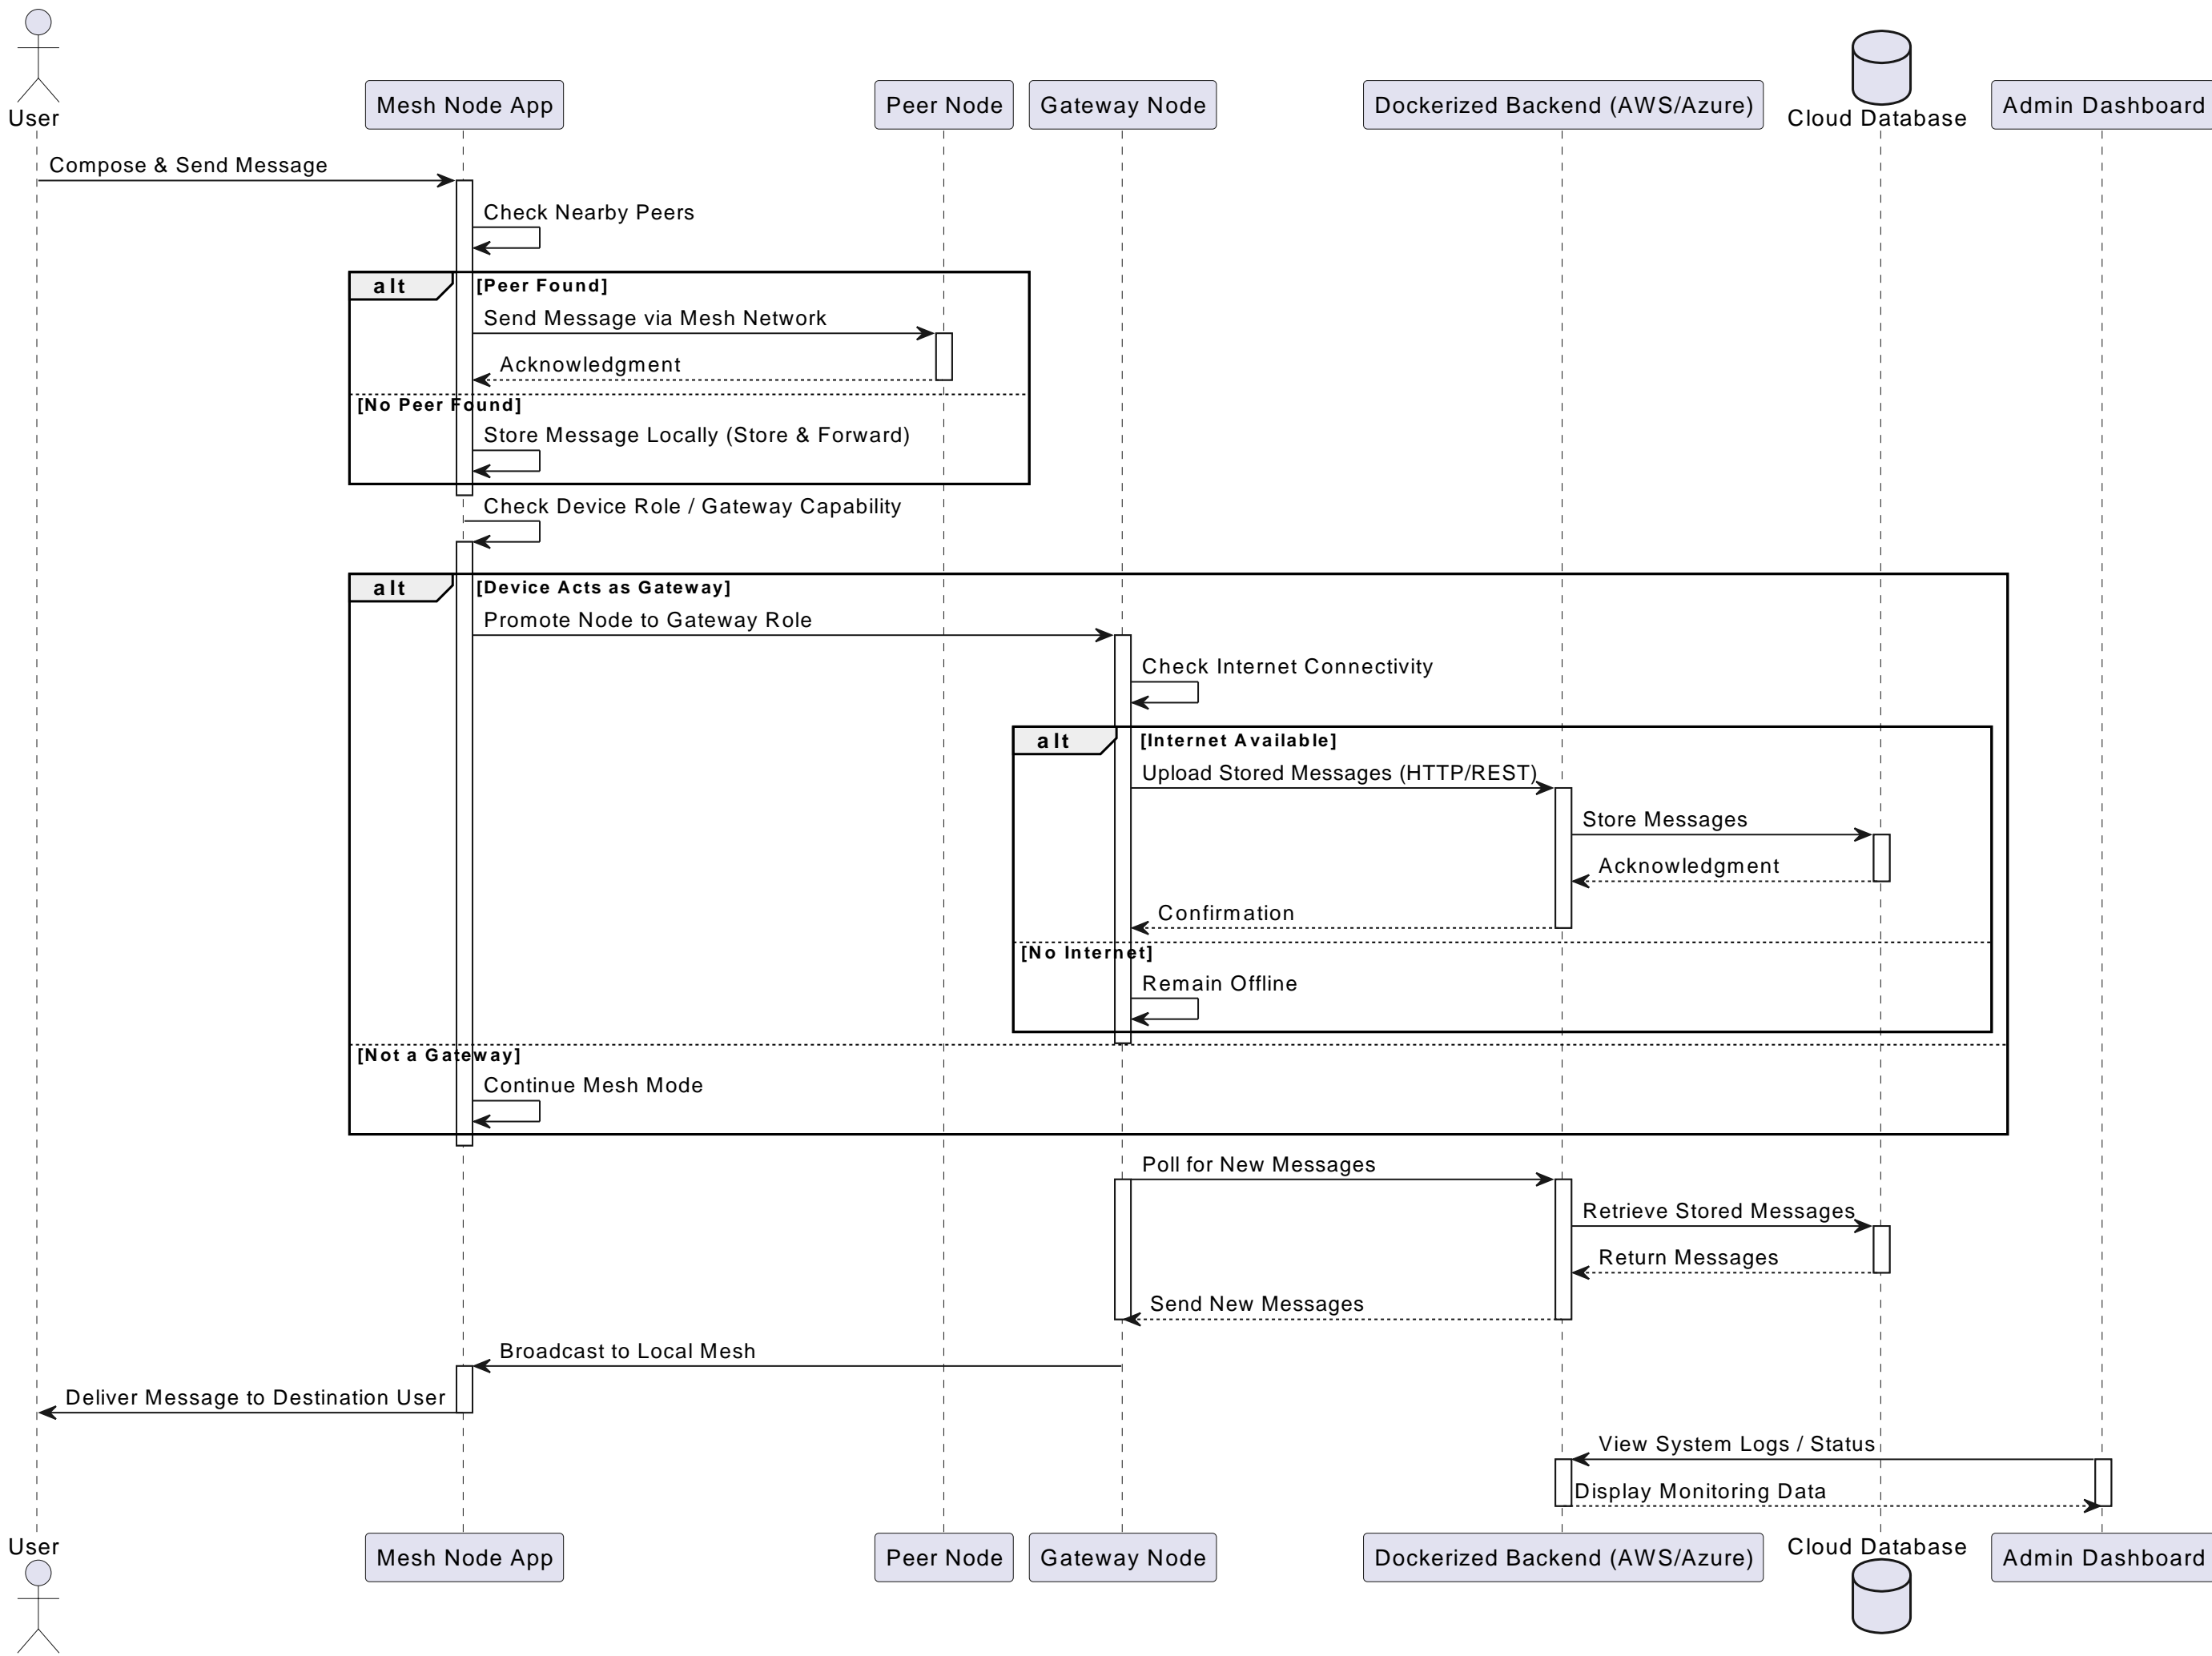 User
Mesh Node App
Peer Node
Gateway Node
Dockerized Backend (AWS/Azure)
Cloud Database
Admin Dashboard
Compose & Send Message
Check Nearby Peers
alt
[Peer Found]
Send Message via Mesh Network
Acknowledgment
[No Peer Found]
Store Message Locally (Store & Forward)
Check Device Role / Gateway Capability
alt
[Device Acts as Gateway]
Promote Node to Gateway Role
Check Internet Connectivity
alt
[Internet Available]
Upload Stored Messages (HTTP/REST)
Store Messages
Acknowledgment
Confirmation
[No Internet]
Remain Offline
[Not a Gateway]
Continue Mesh Mode
Poll for New Messages
Retrieve Stored Messages
Return Messages
Send New Messages
Broadcast to Local Mesh
Deliver Message to Destination User
View System Logs / Status
Display Monitoring Data
User
Mesh Node App
Peer Node
Gateway Node
Dockerized Backend (AWS/Azure)
Cloud Database
Admin Dashboard